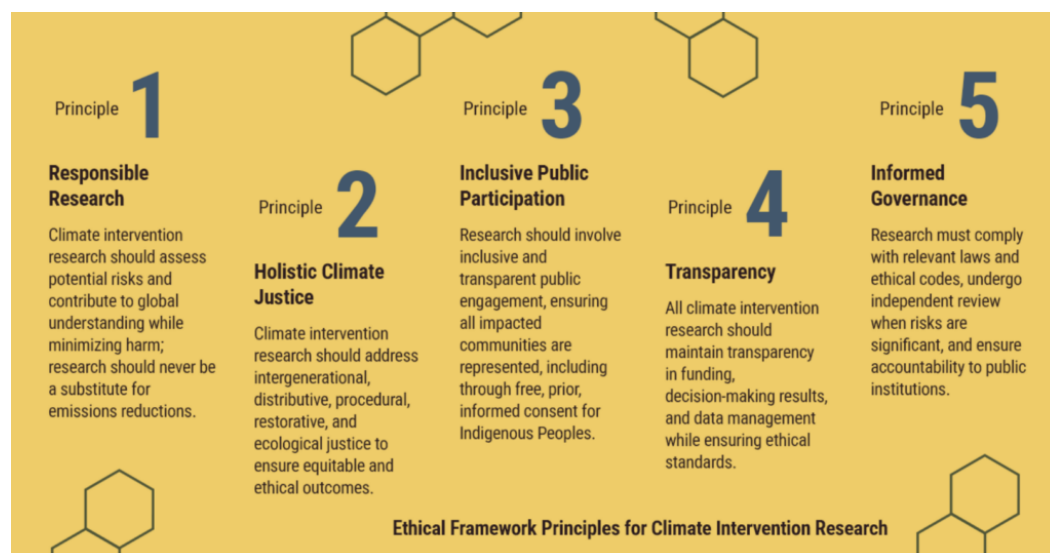 Principle 1
Responsible
Research
Climate intervention
research should assess
potential risks and
contribute to global
understanding while
minimizing harm;
research should never be
a substitute for
emissions reductions.
Principle 2
Holistic Climate
Justice
Climate intervention
research should address
intergenerational,
distributive, procedural,
restorative, and
ecological justice to
ensure equitable and
ethical outcomes.
Principle 3
Inclusive Public
Participation
Research should involve
inclusive and
transparent public
engagement, ensuring
all impacted
communities are
represented, including
through free, prior,
informed consent for
Indigenous Peoples.
Principle 4
Transparency
All climate intervention
research should
maintain transparency
in funding,
decision-making results,
and data management
while ensuring ethical
standards.
Principle 5
Informed
Governance
Research must comply
with relevant laws and
ethical codes, undergo
independent review
when risks are
significant, and ensure
accountability to public
institutions.
Ethical Framework Principles for Climate Intervention Research